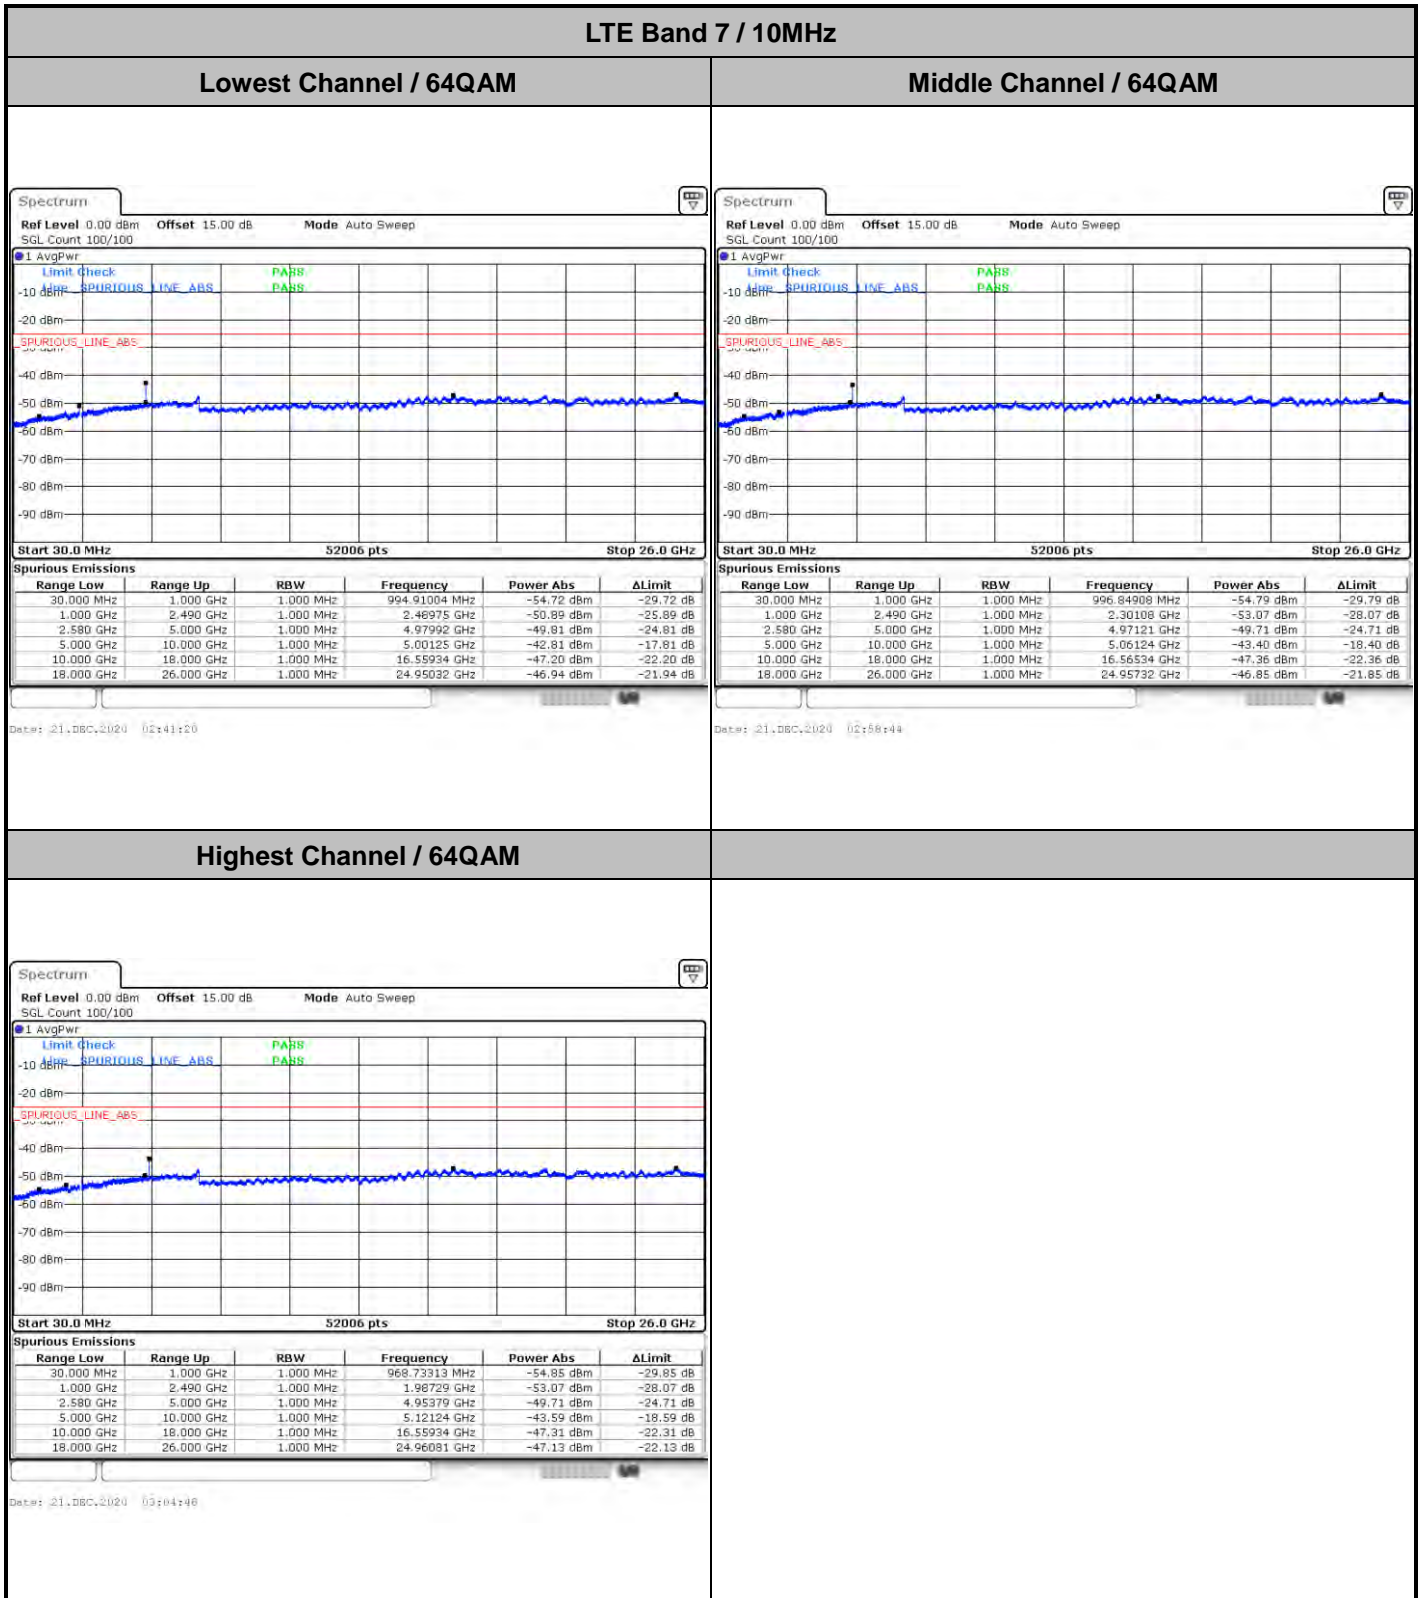 LTE Band 7 / 10MHz
Lowest Channel / 64QAM
Middle Channel / 64QAM
Spectrum
Ref Level 0.00 dBm Offset 15.00 dB Mode Auto Sweep
SGL Count 100/100
1 AvgPwr
Limit Check PASS
Line _SPURIOUS_LINE_ABS_ PASS
-10 dBm
-20 dBm
_SPURIOUS_LINE_ABS_
-40 dBm
-50 dBm
-60 dBm
-70 dBm
-80 dBm
-90 dBm
Start 30.0 MHz 52006 pts Stop 26.0 GHz
Spurious Emissions
Range Low Range Up RBW Frequency Power Abs ΔLimit
30.000 MHz 1.000 GHz 1.000 MHz 994.91004 MHz -54.72 dBm -29.72 dB
1.000 GHz 2.490 GHz 1.000 MHz 2.48975 GHz -50.89 dBm -25.89 dB
2.580 GHz 5.000 GHz 1.000 MHz 4.97992 GHz -49.81 dBm -24.81 dB
5.000 GHz 10.000 GHz 1.000 MHz 5.00125 GHz -42.81 dBm -17.81 dB
10.000 GHz 18.000 GHz 1.000 MHz 16.55934 GHz -47.20 dBm -22.20 dB
18.000 GHz 26.000 GHz 1.000 MHz 24.95032 GHz -46.94 dBm -21.94 dB
Date: 21.DEC.2020 02:41:20
Spectrum
Ref Level 0.00 dBm Offset 15.00 dB Mode Auto Sweep
SGL Count 100/100
1 AvgPwr
Limit Check PASS
Line _SPURIOUS_LINE_ABS_ PASS
-10 dBm
-20 dBm
_SPURIOUS_LINE_ABS_
-40 dBm
-50 dBm
-60 dBm
-70 dBm
-80 dBm
-90 dBm
Start 30.0 MHz 52006 pts Stop 26.0 GHz
Spurious Emissions
Range Low Range Up RBW Frequency Power Abs ΔLimit
30.000 MHz 1.000 GHz 1.000 MHz 996.84908 MHz -54.79 dBm -29.79 dB
1.000 GHz 2.490 GHz 1.000 MHz 2.30108 GHz -53.07 dBm -28.07 dB
2.580 GHz 5.000 GHz 1.000 MHz 4.97121 GHz -49.71 dBm -24.71 dB
5.000 GHz 10.000 GHz 1.000 MHz 5.06124 GHz -43.40 dBm -18.40 dB
10.000 GHz 18.000 GHz 1.000 MHz 16.56534 GHz -47.36 dBm -22.36 dB
18.000 GHz 26.000 GHz 1.000 MHz 24.95732 GHz -46.85 dBm -21.85 dB
Date: 21.DEC.2020 02:58:44
Highest Channel / 64QAM
Spectrum
Ref Level 0.00 dBm Offset 15.00 dB Mode Auto Sweep
SGL Count 100/100
1 AvgPwr
Limit Check PASS
Line _SPURIOUS_LINE_ABS_ PASS
-10 dBm
-20 dBm
_SPURIOUS_LINE_ABS_
-40 dBm
-50 dBm
-60 dBm
-70 dBm
-80 dBm
-90 dBm
Start 30.0 MHz 52006 pts Stop 26.0 GHz
Spurious Emissions
Range Low Range Up RBW Frequency Power Abs ΔLimit
30.000 MHz 1.000 GHz 1.000 MHz 968.73313 MHz -54.85 dBm -29.85 dB
1.000 GHz 2.490 GHz 1.000 MHz 1.98729 GHz -53.07 dBm -28.07 dB
2.580 GHz 5.000 GHz 1.000 MHz 4.95379 GHz -49.71 dBm -24.71 dB
5.000 GHz 10.000 GHz 1.000 MHz 5.12124 GHz -43.59 dBm -18.59 dB
10.000 GHz 18.000 GHz 1.000 MHz 16.55934 GHz -47.31 dBm -22.31 dB
18.000 GHz 26.000 GHz 1.000 MHz 24.96081 GHz -47.13 dBm -22.13 dB
Date: 21.DEC.2020 03:04:48